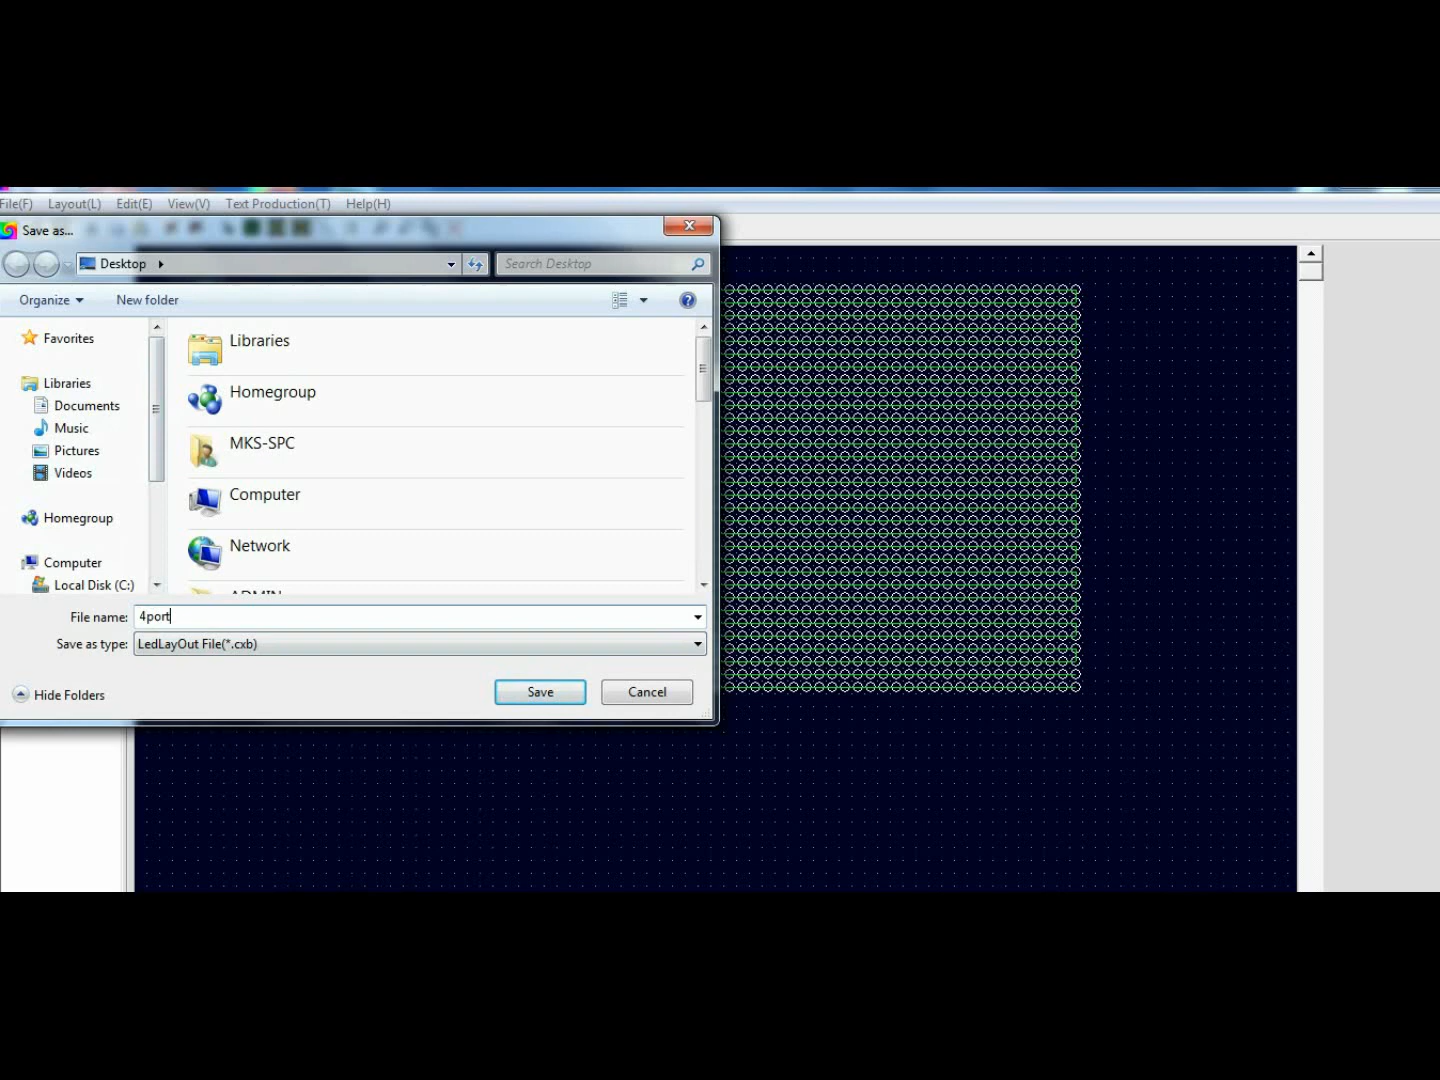 File(F) Layout(L) Edit(E) View(V) Text Production(T) Help(H)
Save as...
Desktop
Search Desktop
Organize
New folder
Favorites
Libraries
Documents
Music
Pictures
Videos
Homegroup
Computer
Local Disk (C:)
Libraries
Homegroup
MKS-SPC
Computer
Network
ADMIN
File name: 4port
Save as type: LedLayOut File(*.cxb)
Hide Folders
Save
Cancel